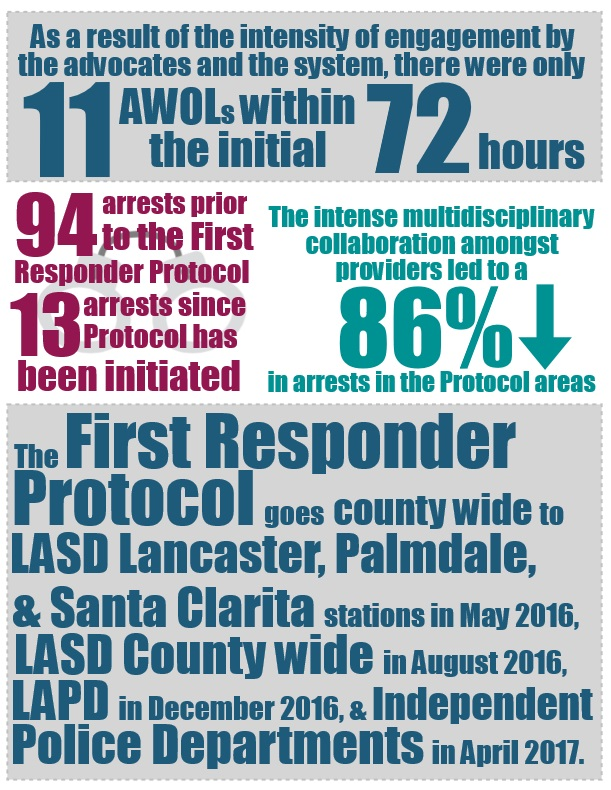 As a result of the intensity of engagement by
the advocates and the system, there were only
11 AWOLs within 72 hours
the initial
94 arrests prior
to the First
Responder Protocol
13 arrests since
Protocol has
been initiated
The intense multidisciplinary
collaboration amongst
providers led to a
86%
in arrests in the Protocol areas
The First Responder
Protocol goes county wide to
LASD Lancaster, Palmdale,
& Santa Clarita stations in May 2016,
LASD County wide in August 2016,
LAPD in December 2016, & Independent
Police Departments in April 2017.